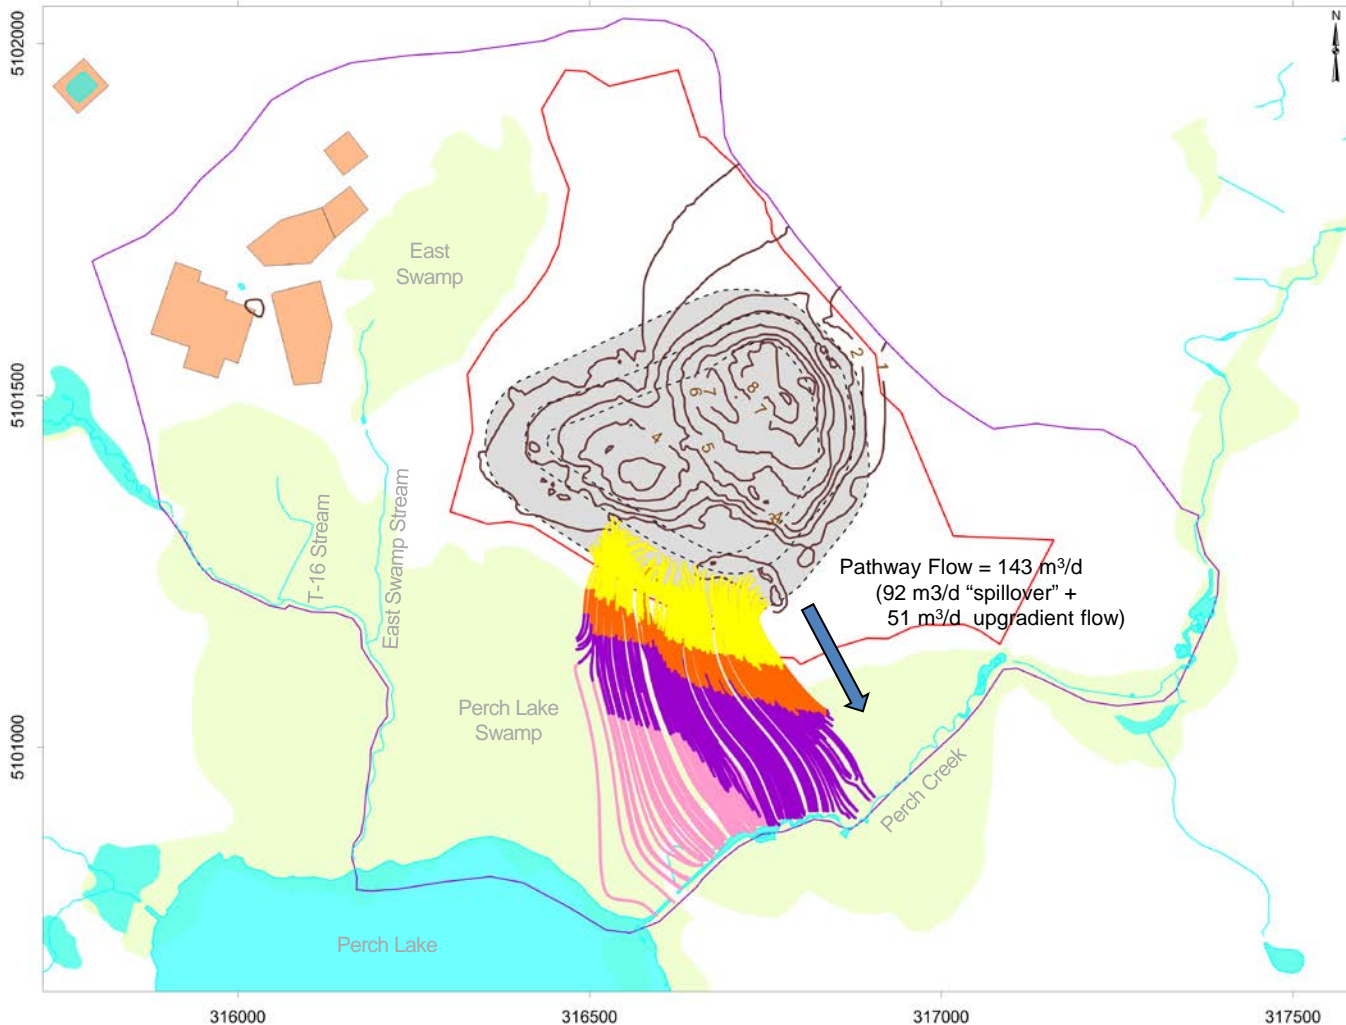 N
5102000
5101500
5101000
East
Swamp
T-16 Stream
East Swamp Stream
Perch Lake
Swamp
Perch Lake
Perch Creek
2
1
8
7
7
6
5
4
4
Pathway Flow = 143 m³/d
(92 m3/d “spillover” +
51 m³/d upgradient flow)
316000
316500
317000
317500